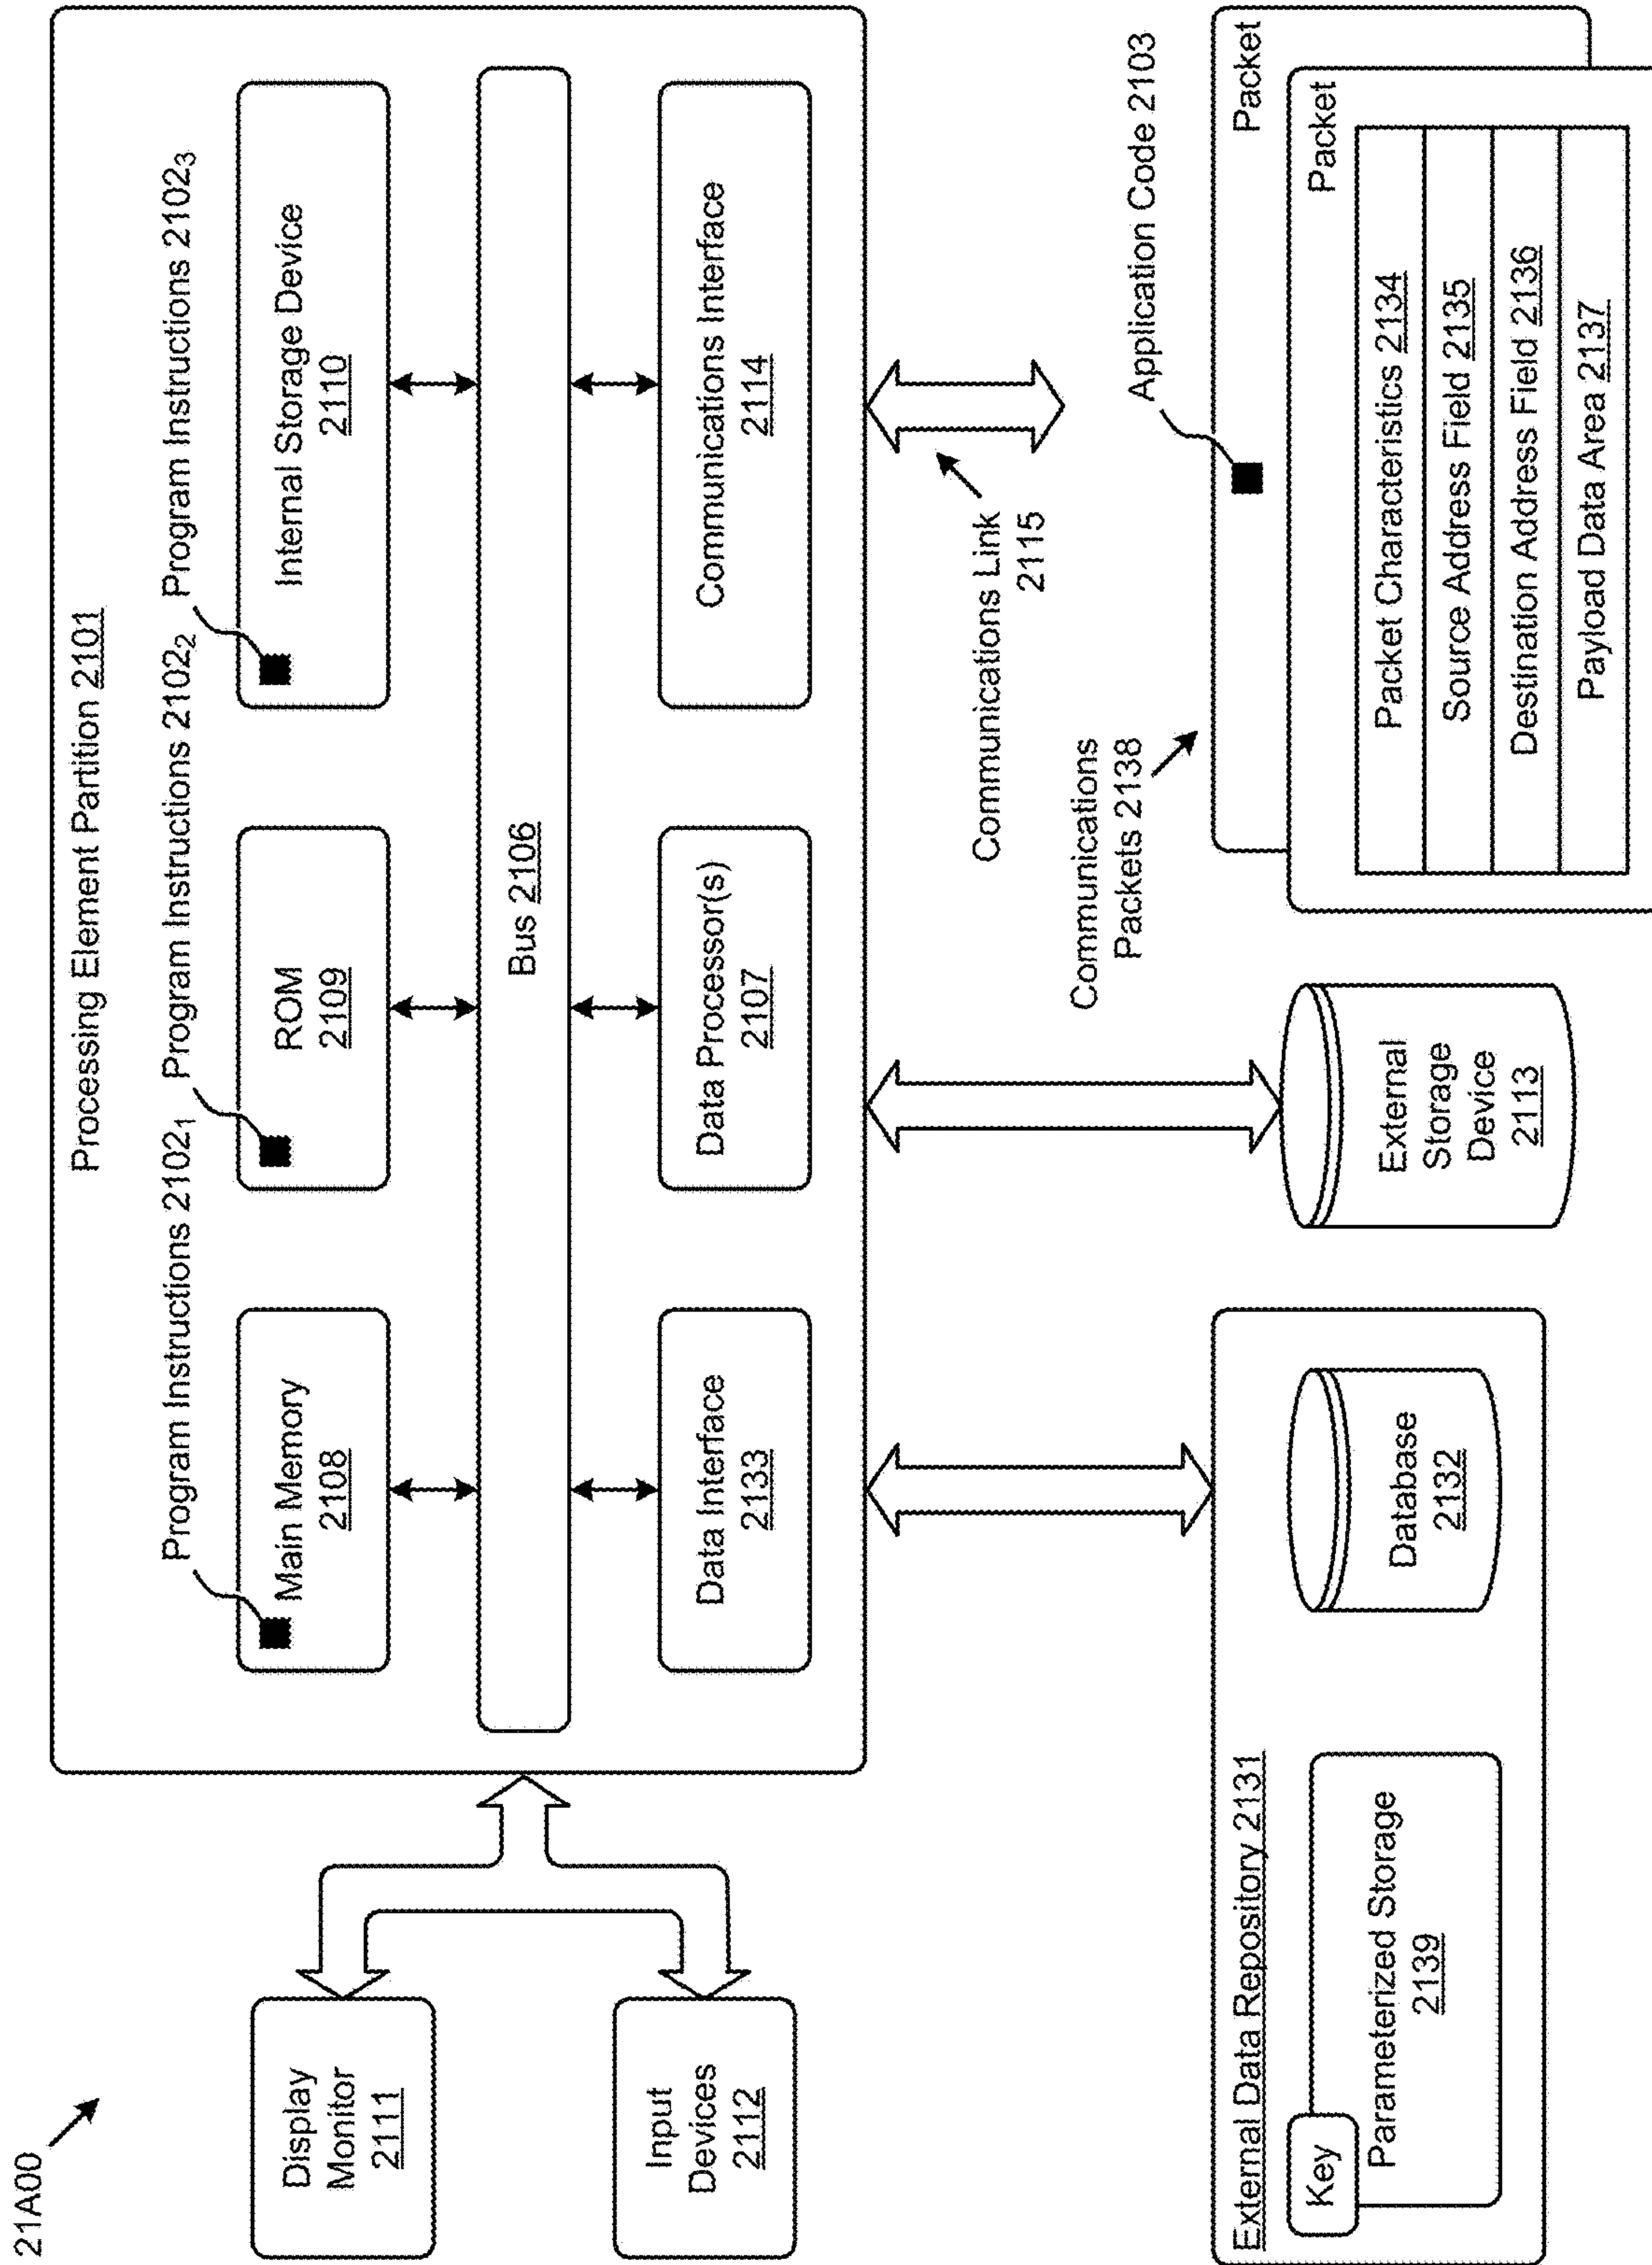 21A00
Processing Element Partition 2101
Program Instructions 2102₁
Program Instructions 2102₂
Program Instructions 2102₃
Main Memory
2108
ROM
2109
Internal Storage Device
2110
Display
Monitor
2111
Bus 2106
Input
Devices
2112
Data Interface
2133
Data Processor(s)
2107
Communications Interface
2114
Communications Link
2115
Communications
Packets 2138
Application Code 2103
External Data Repository 2131
Key
Parameterized Storage
2139
Database
2132
External
Storage
Device
2113
Packet
Packet
Packet Characteristics 2134
Source Address Field 2135
Destination Address Field 2136
Payload Data Area 2137